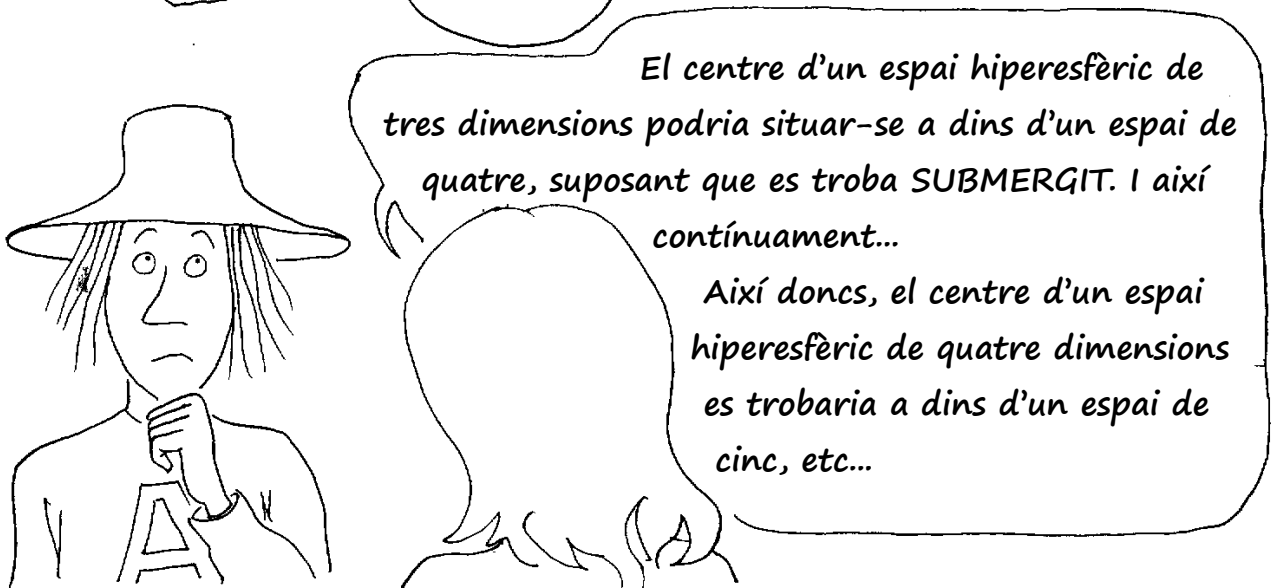 El centre d'un espai hiperesfèric de
tres dimensions podria situar-se a dins d'un espai de
quatre, suposant que es troba SUBMERGIT. I així
contínuament...
Així doncs, el centre d'un espai
hiperesfèric de quatre dimensions
es trobaria a dins d'un espai de
cinc, etc...
A